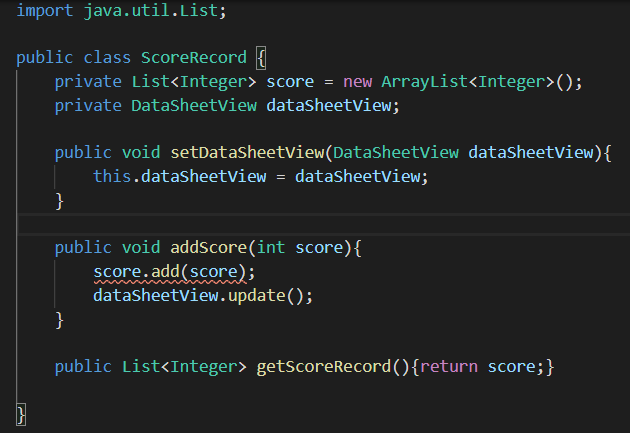 import java.util.List;
public class ScoreRecord {
private List<Integer> score = new ArrayList<Integer>();
private DataSheetView dataSheetView;
public void setDataSheetView(DataSheetView dataSheetView){
this.dataSheetView = dataSheetView;
}
public void addScore(int score){
score.add(score);
dataSheetView.update();
}
public List<Integer> getScoreRecord(){return score;}
}